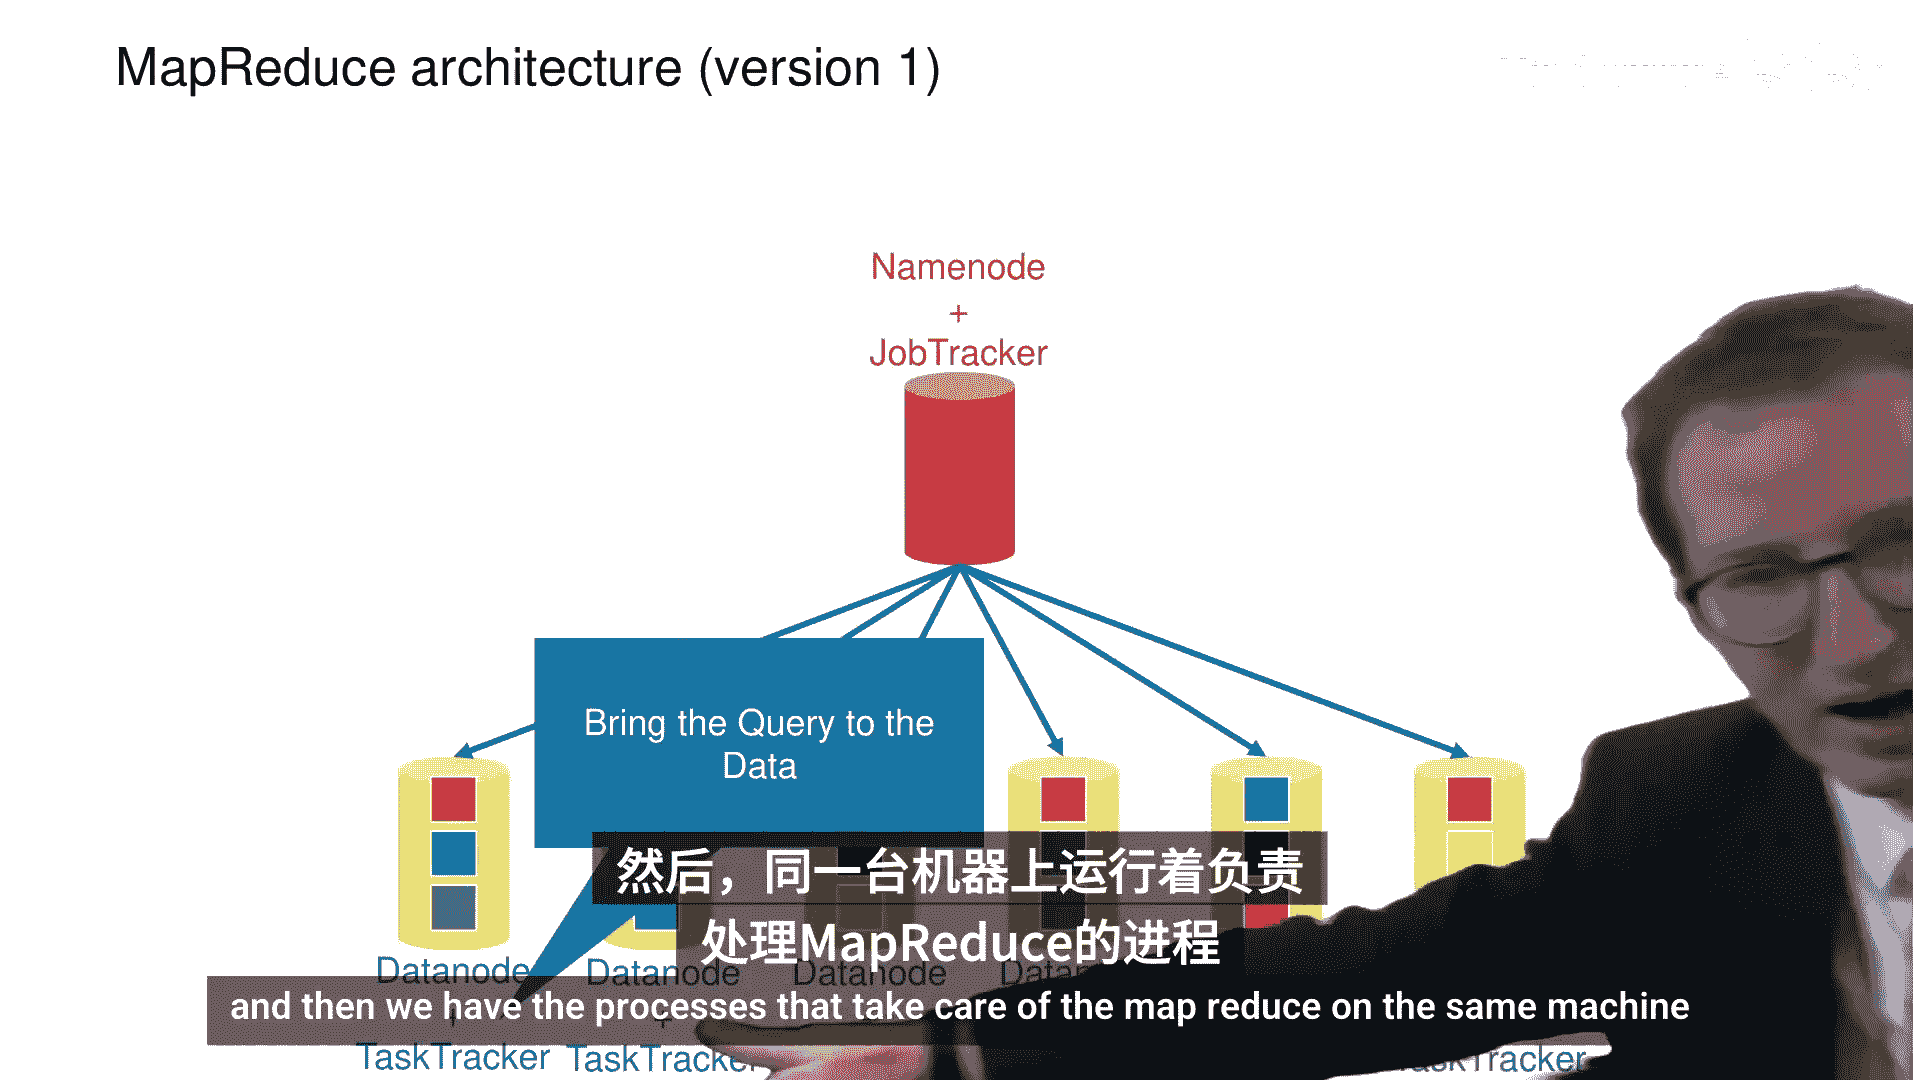 MapReduce architecture (version 1)
Namenode
+
JobTracker
Bring the Query to the
Data
然后，同一台机器上运行着负责
处理MapReduce的进程
Datanode Datanode Datanode
and then we have the processes that take care of the map reduce on the same machine
TaskTracker TaskTracker